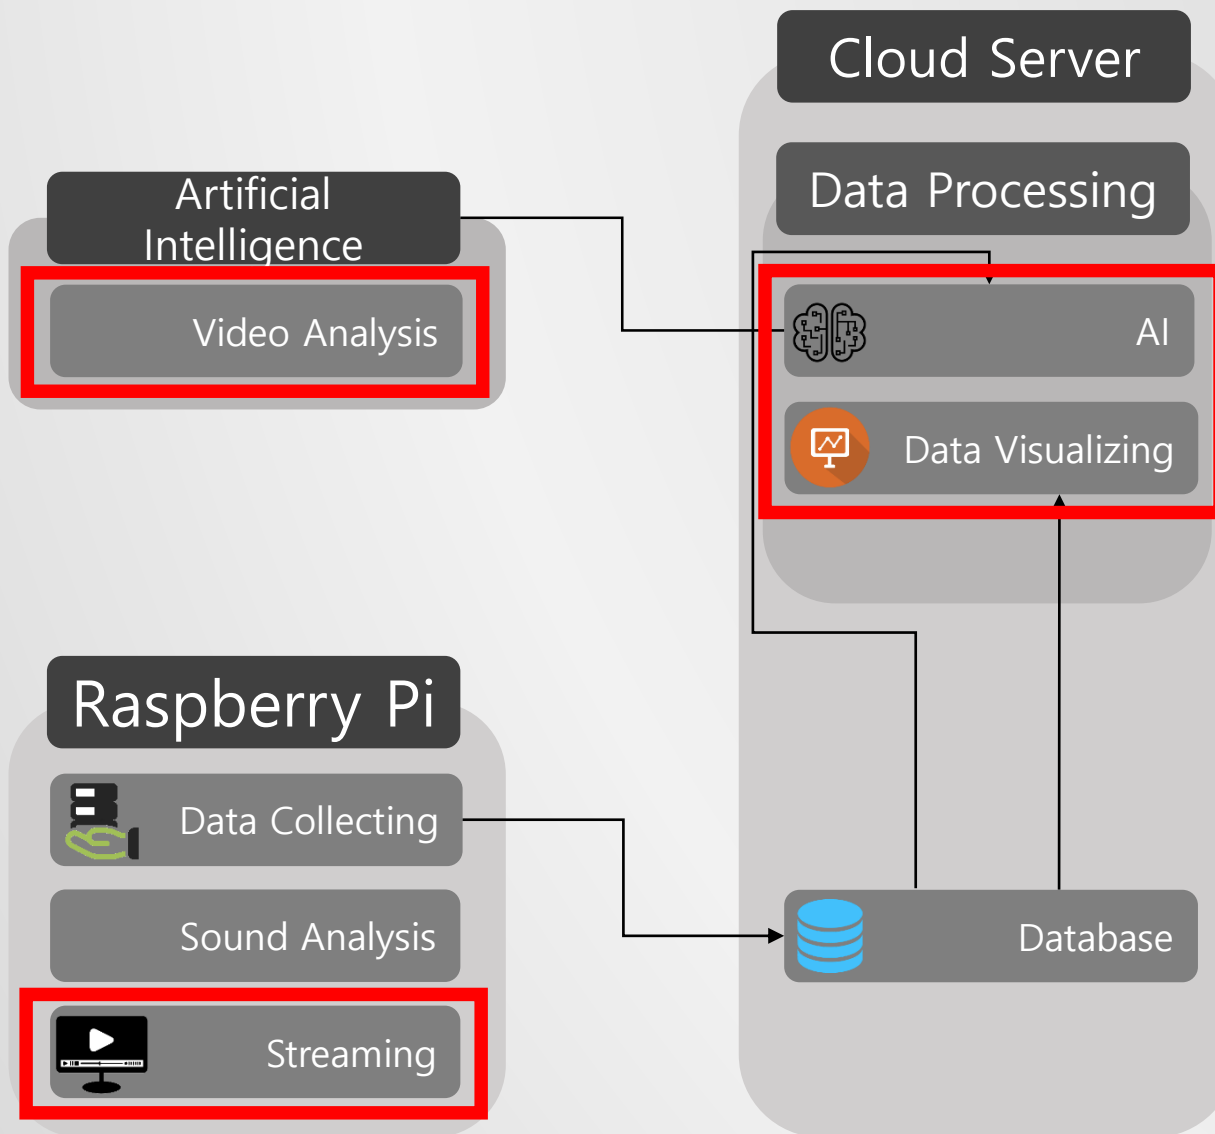 Cloud Server
Data Processing
AI
Data Visualizing
Database
Artificial
Intelligence
Video Analysis
Raspberry Pi
Data Collecting
Sound Analysis
Streaming